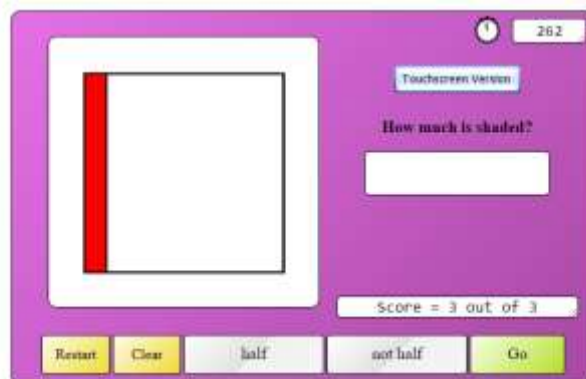 262
Touchscreen Version
How much is shaded?
Score = 3 out of 3
Restart
Clear
half
not half
Go